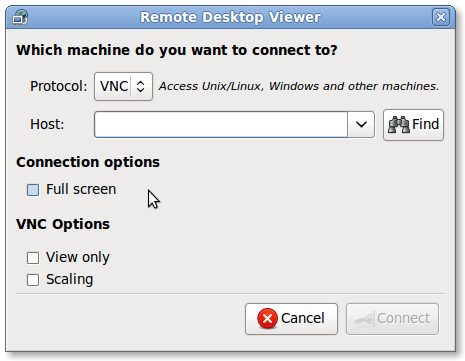 Remote Desktop Viewer
Which machine do you want to connect to?
Protocol: VNC Access Unix/Linux, Windows and other machines.
Host: Find
Connection options
Full screen
VNC Options
View only
Scaling
Cancel Connect